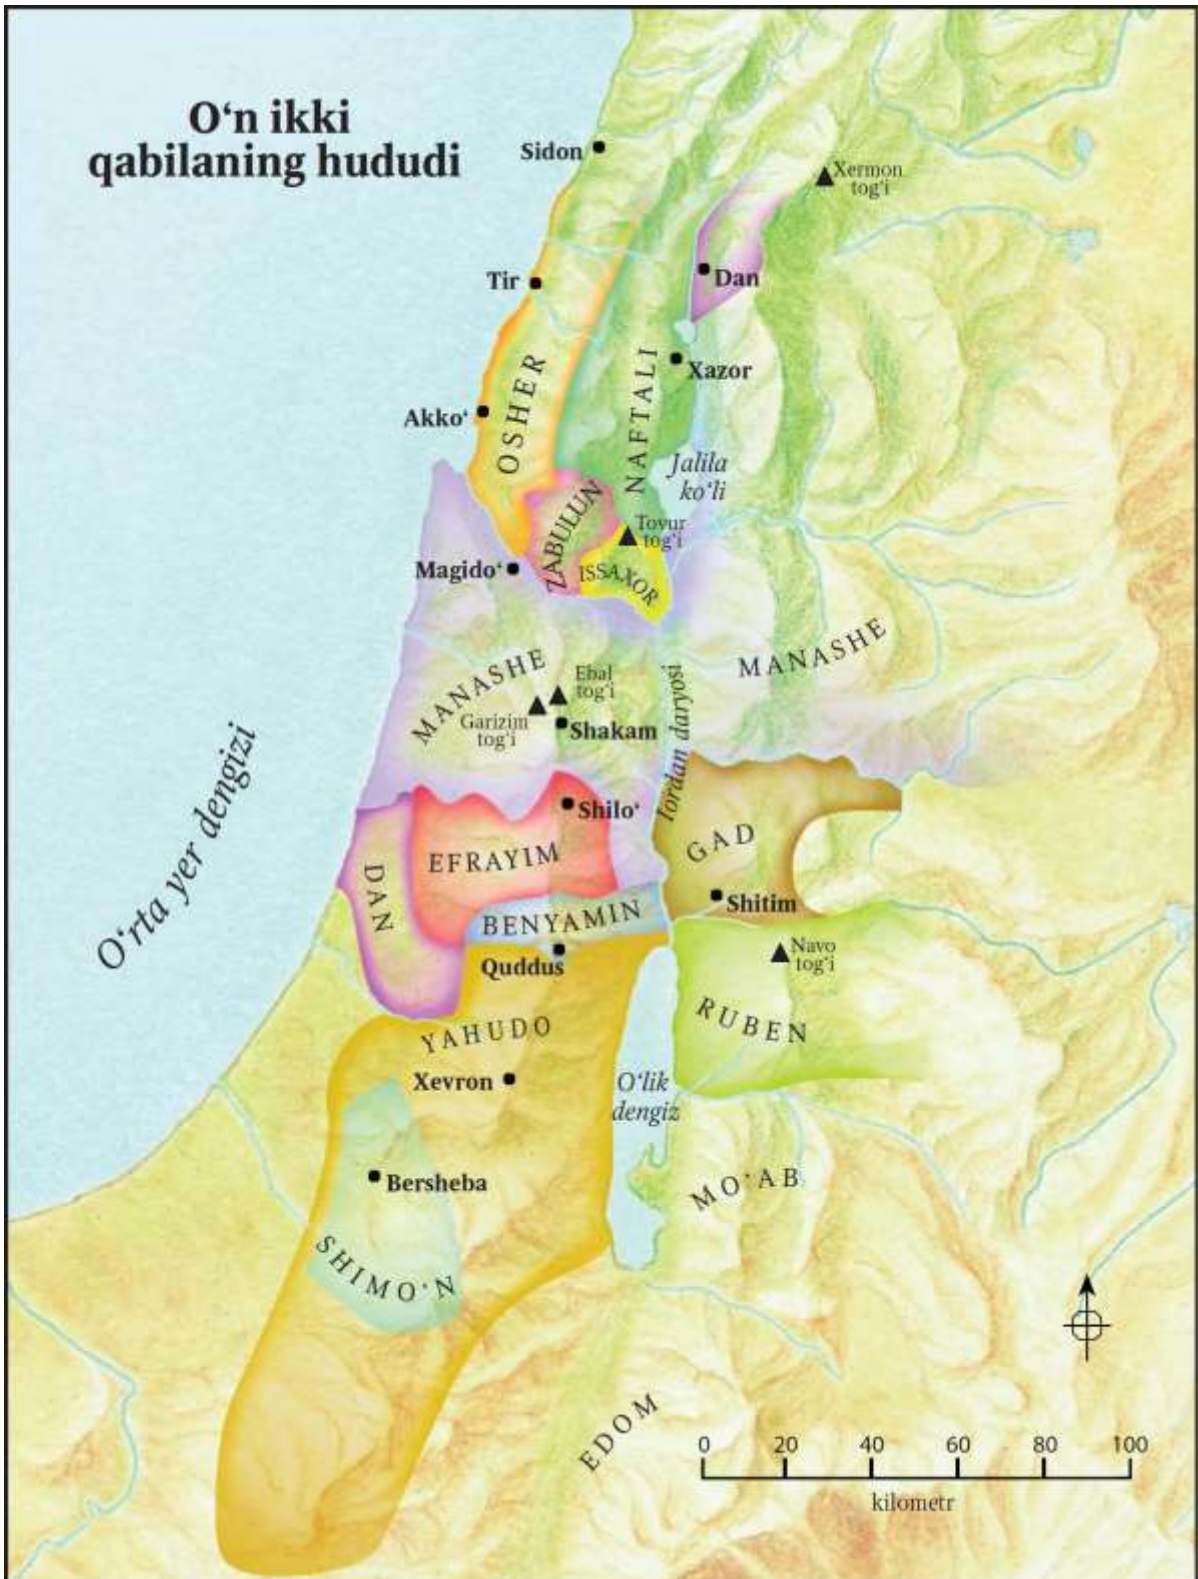 O‘n ikki
qabilaning hududi
Sidon
Xermon
tog‘i
Tir
Dan
Xazor
OSHER
NAFTALI
Akko‘
Jalila
ko‘li
ZABULUN
Tovur
tog‘i
Magido‘
ISSAXOR
MANASHE
MANASHE
Ebal
tog‘i
Garizim
tog‘i
Shakam
Iordan daryosi
O‘rta yer dengizi
Shilo‘
EFRAYIM
GAD
DAN
Shitim
BENYAMIN
Quddus
Navo
tog‘i
YAHUDO
RUBEN
Xevron
O‘lik
dengiz
Bersheba
MO‘AB
SHIMO‘N
EDOM
0 20 40 60 80 100
kilometr